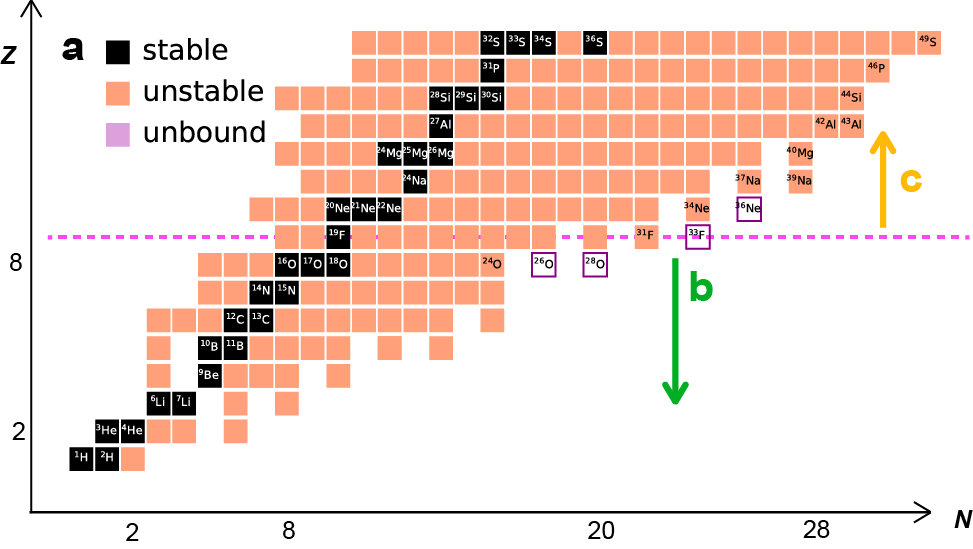 Z
a
stable
unstable
unbound
³²S ³³S ³⁴S ³⁶S ⁴⁹S
³¹P ⁴⁶P
²⁸Si ²⁹Si ³⁰Si ⁴⁴Si
²⁷Al ⁴²Al ⁴³Al
²⁴Mg ²⁵Mg ²⁶Mg ⁴⁰Mg
²⁴Na ³⁷Na ³⁹Na
c
²⁰Ne ²¹Ne ²²Ne ³⁴Ne ³⁶Ne
¹⁹F ³¹F ³³F
8 ¹⁶O ¹⁷O ¹⁸O ²⁴O ²⁶O ²⁸O
b
¹⁴N ¹⁵N
¹²C ¹³C
¹⁰B ¹¹B
⁹Be
⁶Li ⁷Li
2 ³He ⁴He
¹H ²H
2 8 20 28 N